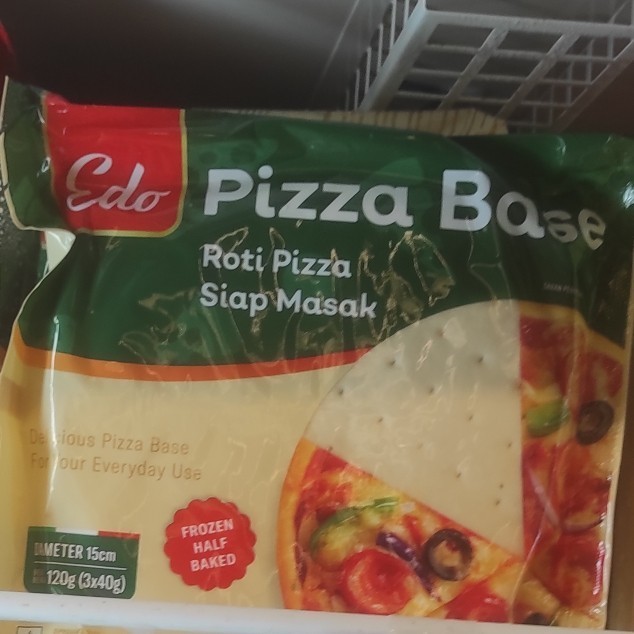 Edo
Pizza Base
Roti Pizza
Siap Masak
Delicious Pizza Base
For Your Everyday Use
FROZEN
HALF
BAKED
DIAMETER 15cm
120g (3x40g)